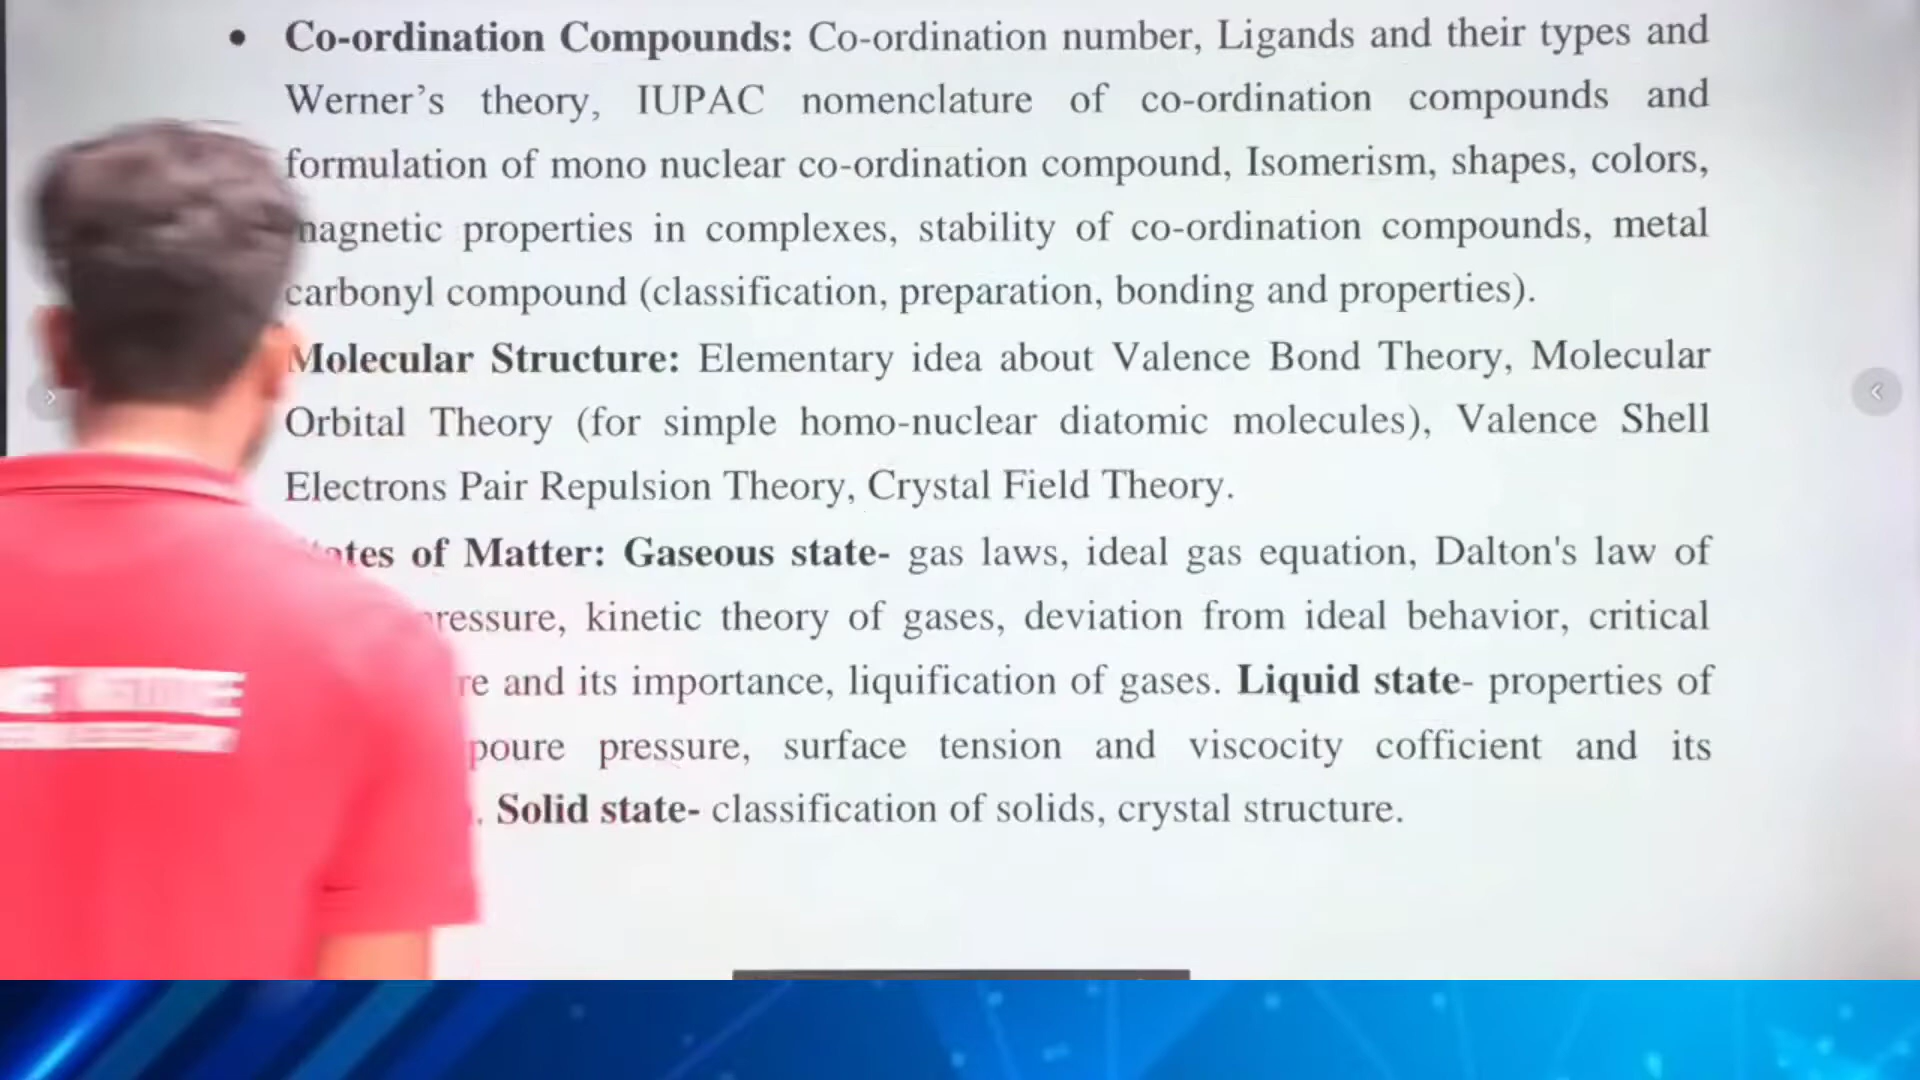 • Co-ordination Compounds: Co-ordination number, Ligands and their types and
Werner's theory, IUPAC nomenclature of co-ordination compounds and
formulation of mono nuclear co-ordination compound, Isomerism, shapes, colors,
magnetic properties in complexes, stability of co-ordination compounds, metal
carbonyl compound (classification, preparation, bonding and properties).
Molecular Structure: Elementary idea about Valence Bond Theory, Molecular
Orbital Theory (for simple homo-nuclear diatomic molecules), Valence Shell
Electrons Pair Repulsion Theory, Crystal Field Theory.
of Matter: Gaseous state- gas laws, ideal gas equation, Dalton's law of
pressure, kinetic theory of gases, deviation from ideal behavior, critical
and its importance, liquification of gases. Liquid state- properties of
pressure, surface tension and viscocity cofficient and its
. Solid state- classification of solids, crystal structure.